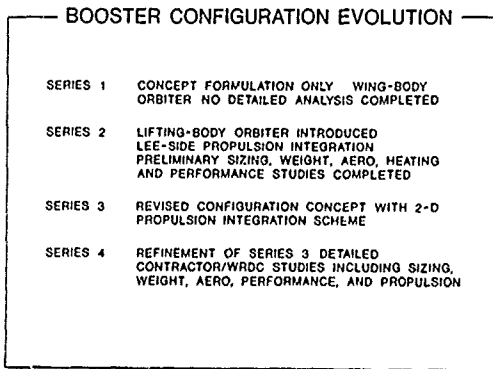 BOOSTER CONFIGURATION EVOLUTION
SERIES 1 CONCEPT FORMULATION ONLY WING-BODY
ORBITER NO DETAILED ANALYSIS COMPLETED
SERIES 2 LIFTING-BODY ORBITER INTRODUCED
LEE-SIDE PROPULSION INTEGRATION
PRELIMINARY SIZING, WEIGHT, AERO, HEATING
AND PERFORMANCE STUDIES COMPLETED
SERIES 3 REVISED CONFIGURATION CONCEPT WITH 2-D
PROPULSION INTEGRATION SCHEME
SERIES 4 REFINEMENT OF SERIES 3 DETAILED
CONTRACTOR/WRDC STUDIES INCLUDING SIZING,
WEIGHT, AERO, PERFORMANCE, AND PROPULSION